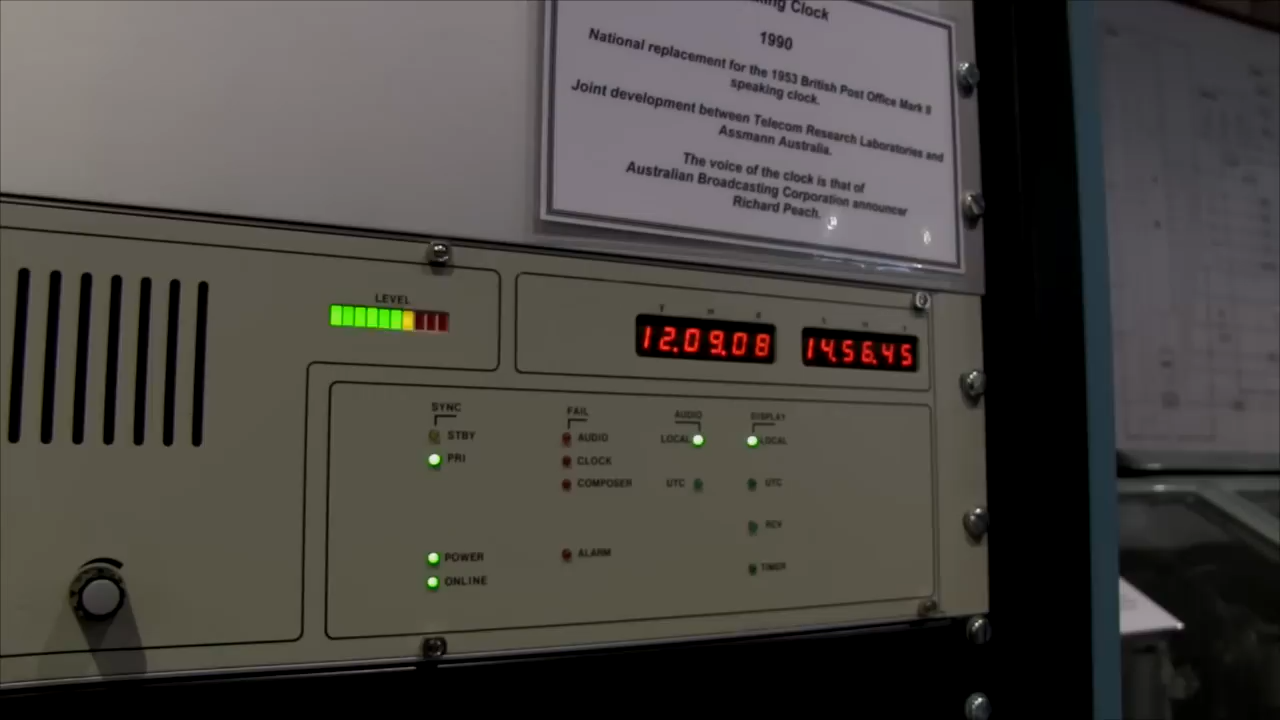 Clock
1990
National replacement for the 1953 British Post Office Mark II
speaking clock.
Joint development between Telecom Research Laboratories and
Assmann Australia.
The voice of the clock is that of
Australian Broadcasting Corporation announcer
Richard Peach.
LEVEL
12.09.08 14.56.45
SYNC
STBY
PRI
POWER
ONLINE
FAIL
AUDIO
CLOCK
COMPOSER
ALARM
AUDIO
LOCAL
UTC
DISPLAY
LOCAL
UTC
RCV
TIMER